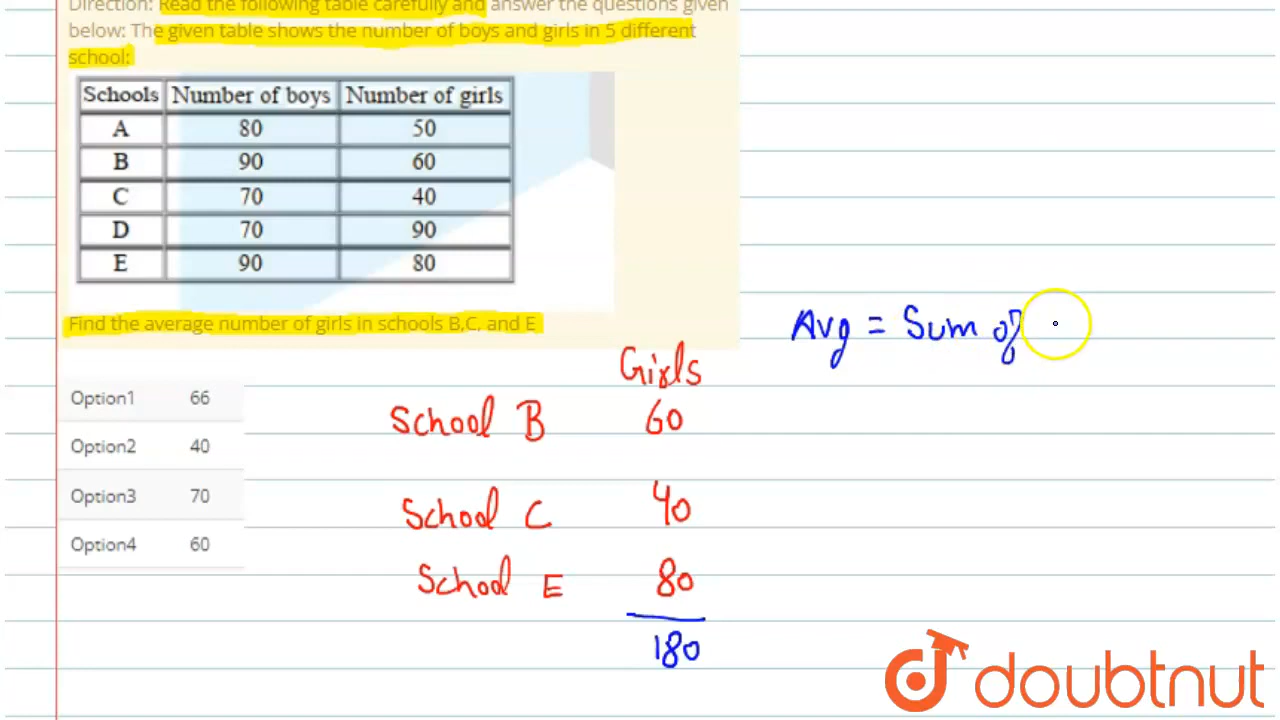 Direction: Read the following table carefully and answer the questions given
below: The given table shows the number of boys and girls in 5 different
school:
Schools Number of boys Number of girls
A 80 50
B 90 60
C 70 40
D 70 90
E 90 80
Find the average number of girls in schools B,C, and E
Avg = Sum of
Girls
Option1 66
School B 60
Option2 40
Option3 70
School C 40
Option4 60
School E 80
180
doubtnut